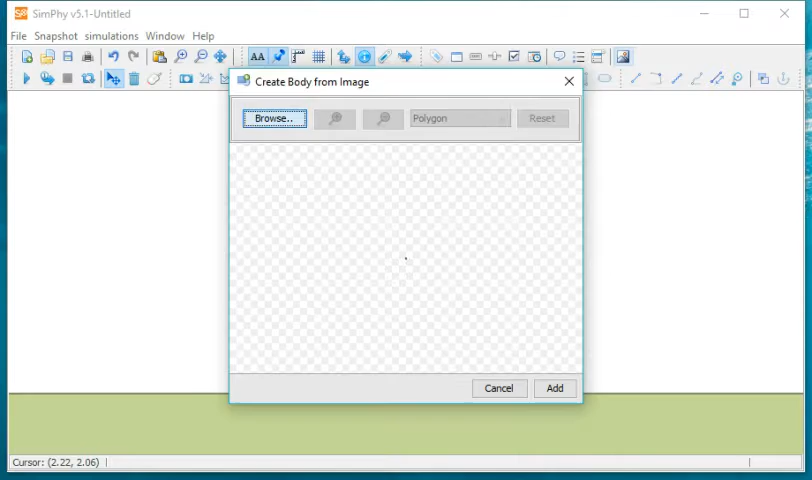 SimPhy v5.1-Untitled
File Snapshot simulations Window Help
AA
Create Body from Image
Browse.. Polygon Reset
Cancel Add
Cursor: (2.22, 2.06)